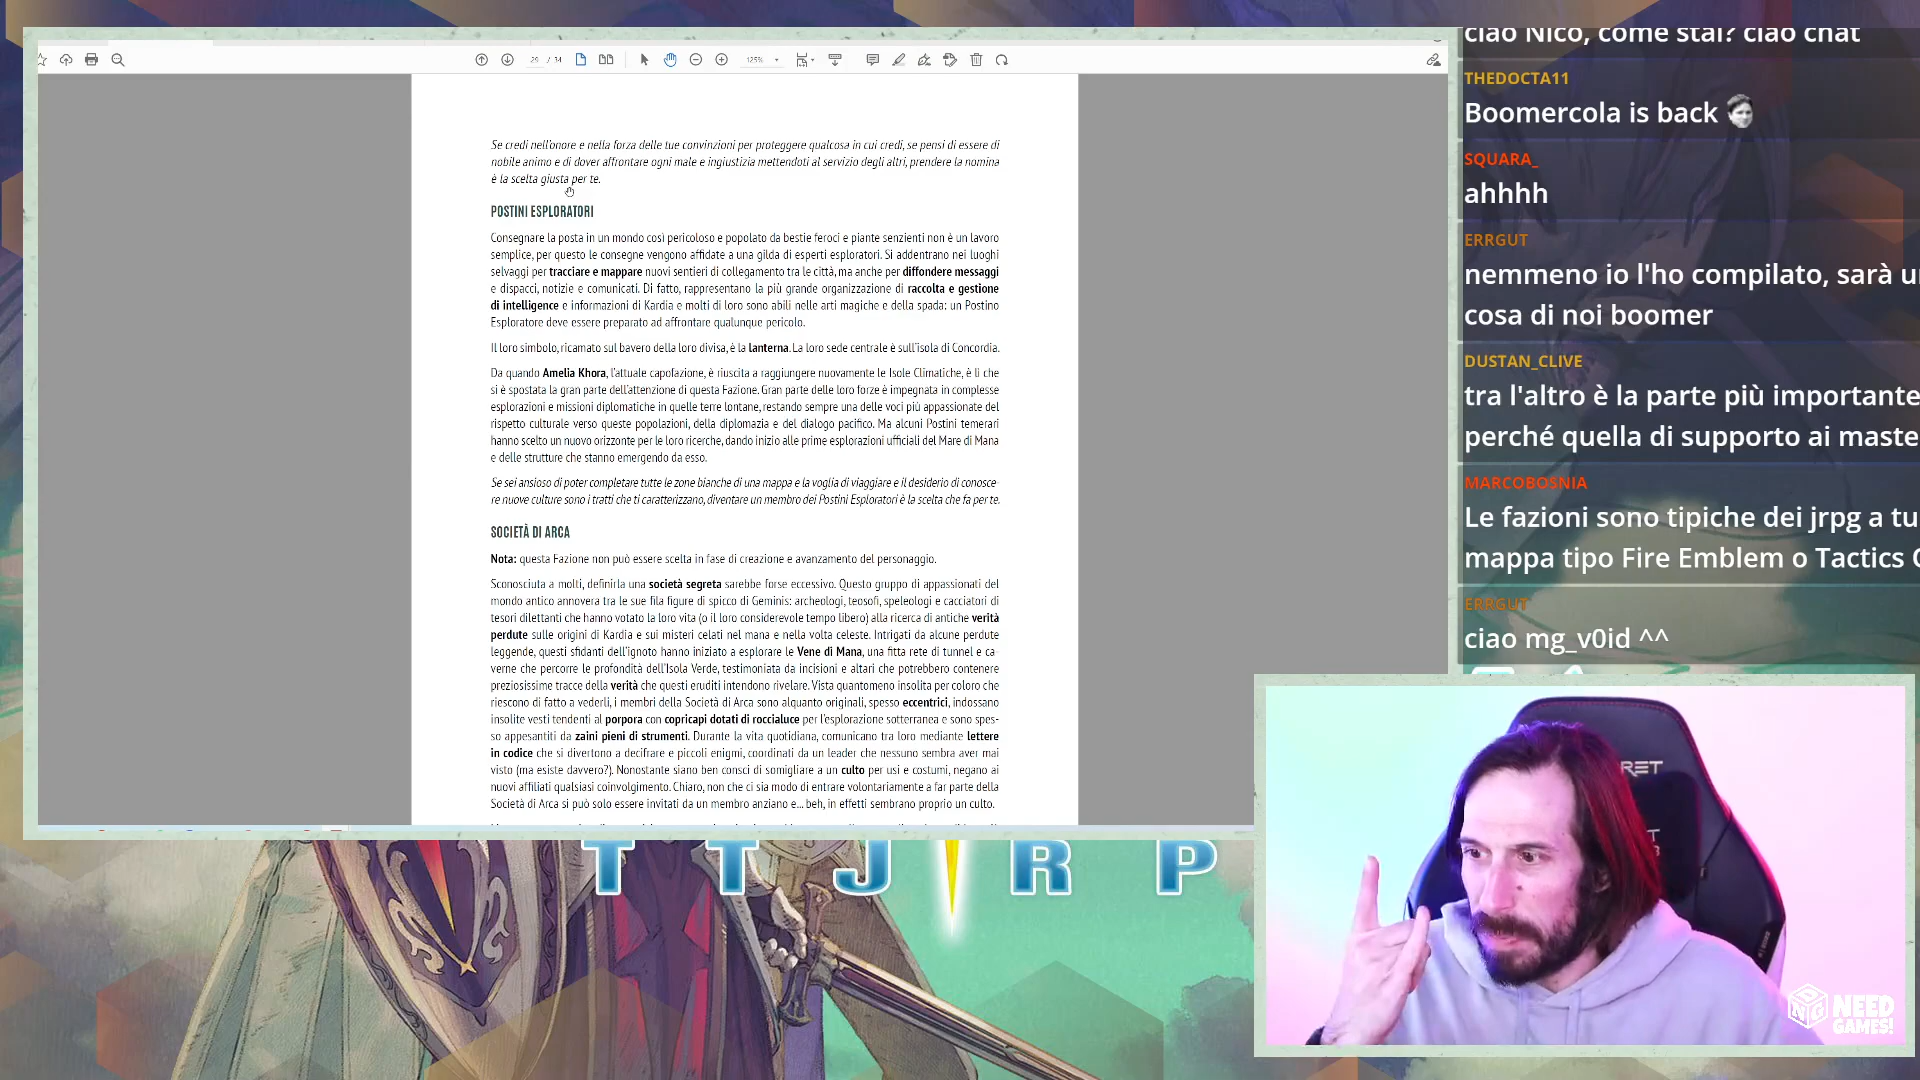 29 / 34
125%
Se credi nell'onore e nella forza delle tue convinzioni per proteggere qualcosa in cui credi, se pensi di essere di
nobile animo e di dover affrontare ogni male e ingiustizia mettendoti al servizio degli altri, prendere la nomina
è la scelta giusta per te.
POSTINI ESPLORATORI
Consegnare la posta in un mondo così pericoloso e popolato da bestie feroci e piante senzienti non è un lavoro
semplice, per questo le consegne vengono affidate a una gilda di esperti esploratori. Si addentrano nei luoghi
selvaggi per tracciare e mappare nuovi sentieri di collegamento tra le città, ma anche per diffondere messaggi
e dispacci, notizie e comunicati. Di fatto, rappresentano la più grande organizzazione di raccolta e gestione
di intelligence e informazioni di Kardia e molti di loro sono abili nelle arti magiche e della spada: un Postino
Esploratore deve essere preparato ad affrontare qualunque pericolo.
Il loro simbolo, ricamato sul bavero della loro divisa, è la lanterna. La loro sede centrale è sull'isola di Concordia.
Da quando Amelia Khora, l'attuale capofazione, è riuscita a raggiungere nuovamente le Isole Climatiche, è lì che
si è spostata la gran parte dell'attenzione di questa Fazione. Gran parte delle loro forze è impegnata in complesse
esplorazioni e missioni diplomatiche in quelle terre lontane, restando sempre una delle voci più appassionate del
rispetto culturale verso queste popolazioni, della diplomazia e del dialogo pacifico. Ma alcuni Postini temerari
hanno scelto un nuovo orizzonte per le loro ricerche, dando inizio alle prime esplorazioni ufficiali del Mare di Mana
e delle strutture che stanno emergendo da esso.
Se sei ansioso di poter completare tutte le zone bianche di una mappa e la voglia di viaggiare e il desiderio di conosce-
re nuove culture sono i tratti che ti caratterizzano, diventare un membro dei Postini Esploratori è la scelta che fa per te.
SOCIETÀ DI ARCA
Nota: questa Fazione non può essere scelta in fase di creazione e avanzamento del personaggio.
Sconosciuta a molti, definirla una società segreta sarebbe forse eccessivo. Questo gruppo di appassionati del
mondo antico annovera tra le sue fila figure di spicco di Geminis: archeologi, teosofi, speleologi e cacciatori di
tesori dilettanti che hanno votato la loro vita (o il loro considerevole tempo libero) alla ricerca di antiche verità
perdute sulle origini di Kardia e sui misteri celati nel mana e nella volta celeste. Intrigati da alcune perdute
leggende, questi sfidanti dell'ignoto hanno iniziato a esplorare le Vene di Mana, una fitta rete di tunnel e ca-
verne che percorre le profondità dell'Isola Verde, testimoniata da incisioni e altari che potrebbero contenere
preziosissime tracce della verità che questi eruditi intendono rivelare. Vista quantomeno insolita per coloro che
riescono di fatto a vederli, i membri della Società di Arca sono alquanto originali, spesso eccentrici, indossano
insolite vesti tendenti al porpora con copricapi dotati di roccialuce per l'esplorazione sotterranea e sono spes-
so appesantiti da zaini pieni di strumenti. Durante la vita quotidiana, comunicano tra loro mediante lettere
in codice che si divertono a decifrare e piccoli enigmi, coordinati da un leader che nessuno sembra aver mai
visto (ma esiste davvero?). Nonostante siano ben consci di somigliare a un culto per usi e costumi, negano ai
nuovi affiliati qualsiasi coinvolgimento. Chiaro, non che ci sia modo di entrare volontariamente a far parte della
Società di Arca si può solo essere invitati da un membro anziano e... beh, in effetti sembrano proprio un culto.
ciao Nico, come stai? ciao chat
THEDOCTA11
Boomercola is back
SQUARA_
ahhhh
ERRGUT
nemmeno io l'ho compilato, sarà u
cosa di noi boomer
DUSTAN_CLIVE
tra l'altro è la parte più importante
perché quella di supporto ai maste
MARCOBOSNIA
Le fazioni sono tipiche dei jrpg a tu
mappa tipo Fire Emblem o Tactics
ERRGUT
ciao mg_v0id ^^
T T J R P
RET
NEED
GAMES!